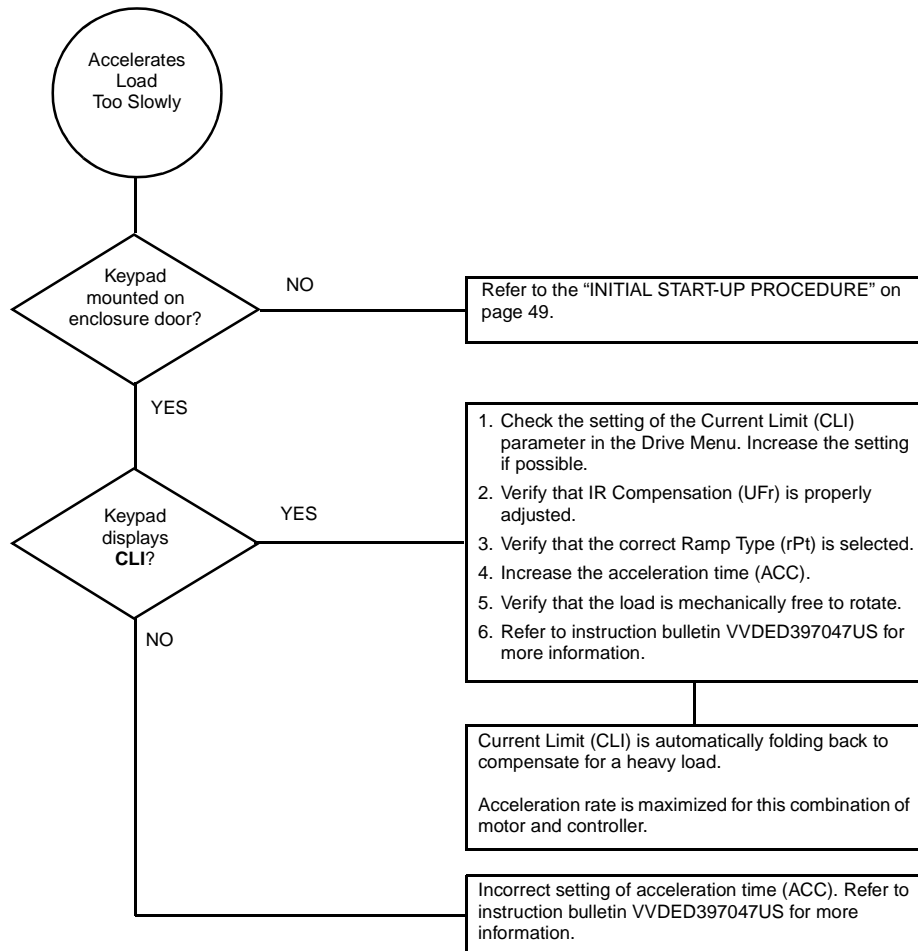 Accelerates
Load
Too Slowly
Keypad
mounted on
enclosure door?
NO
Refer to the “INITIAL START-UP PROCEDURE” on
page 49.
YES
Keypad
displays
CLI?
YES
1. Check the setting of the Current Limit (CLI)
parameter in the Drive Menu. Increase the setting
if possible.
2. Verify that IR Compensation (UFr) is properly
adjusted.
3. Verify that the correct Ramp Type (rPt) is selected.
4. Increase the acceleration time (ACC).
5. Verify that the load is mechanically free to rotate.
6. Refer to instruction bulletin VVDED397047US for
more information.
NO
Current Limit (CLI) is automatically folding back to
compensate for a heavy load.
Acceleration rate is maximized for this combination of
motor and controller.
Incorrect setting of acceleration time (ACC). Refer to
instruction bulletin VVDED397047US for more
information.